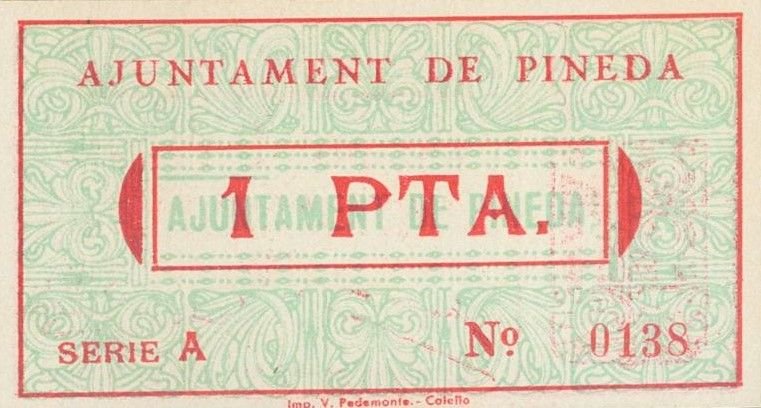 AJUNTAMENT DE PINEDA
1 PTA.
AJUNTAMENT DE PINEDA
SERIE A
Nº 0138
Imp. V. Pedemonte.- Calella